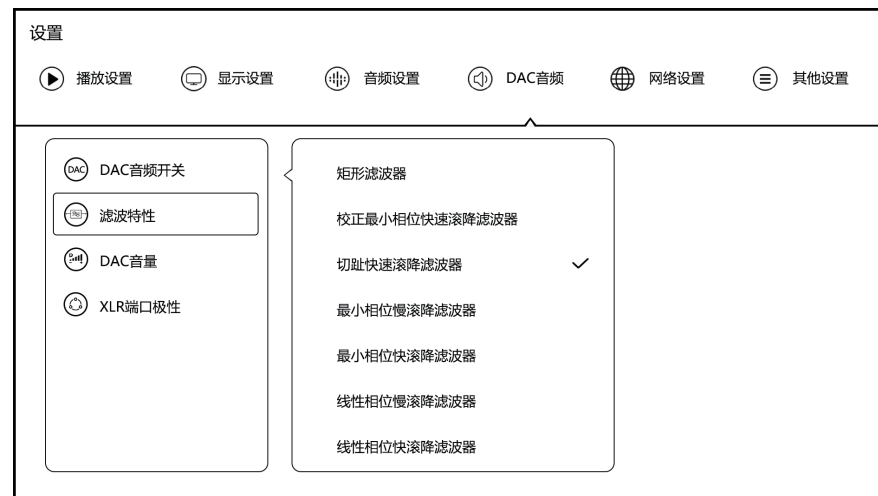 设置
播放设置 显示设置 音频设置 DAC音频 网络设置 其他设置
DAC DAC音频开关
滤波特性
DAC音量
XLR端口极性
矩形滤波器
校正最小相位快速滚降滤波器
切趾快速滚降滤波器
最小相位慢滚降滤波器
最小相位快滚降滤波器
线性相位慢滚降滤波器
线性相位快滚降滤波器